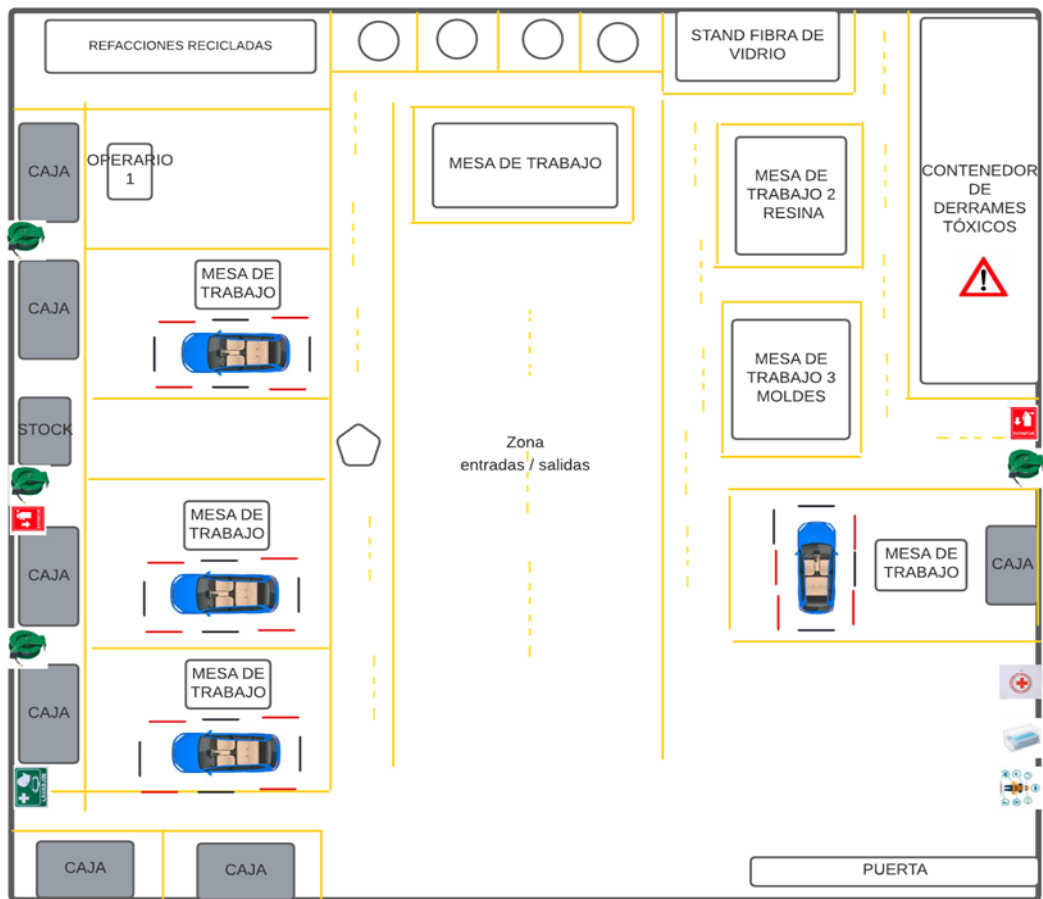 REFACCIONES RECICLADAS
STAND FIBRA DE
VIDRIO
CAJA
OPERARIO
1
MESA DE TRABAJO
MESA DE
TRABAJO 2
RESINA
CONTENEDOR
DE
DERRAMES
TÓXICOS
CAJA
MESA DE
TRABAJO
MESA DE
TRABAJO 3
MOLDES
STOCK
Zona
entradas / salidas
MESA DE
TRABAJO
CAJA
MESA DE
TRABAJO
CAJA
MESA DE
TRABAJO
CAJA
CAJA
CAJA
PUERTA